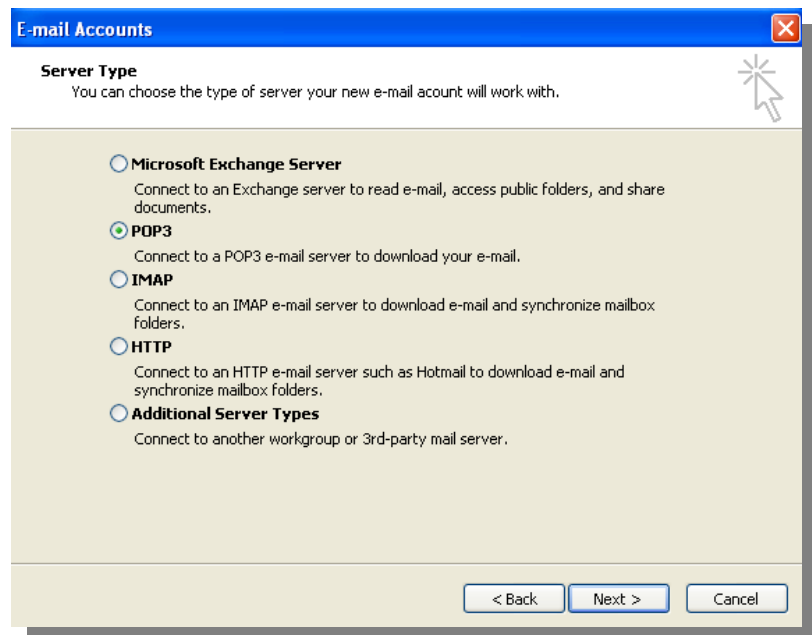 E-mail Accounts
Server Type
You can choose the type of server your new e-mail acount will work with.
Microsoft Exchange Server
Connect to an Exchange server to read e-mail, access public folders, and share
documents.
POP3
Connect to a POP3 e-mail server to download your e-mail.
IMAP
Connect to an IMAP e-mail server to download e-mail and synchronize mailbox
folders.
HTTP
Connect to an HTTP e-mail server such as Hotmail to download e-mail and
synchronize mailbox folders.
Additional Server Types
Connect to another workgroup or 3rd-party mail server.
< Back Next > Cancel